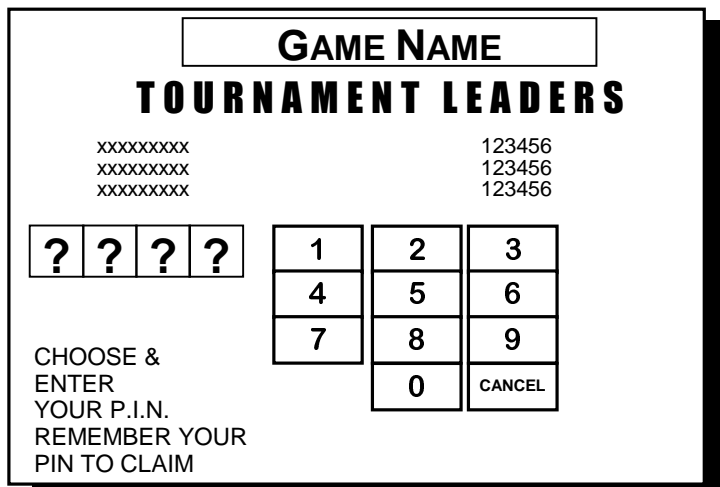 GAME NAME
TOURNAMENT LEADERS
xxxxxxxxx 123456
xxxxxxxxx 123456
xxxxxxxxx 123456
? ? ? ?
1 2 3
4 5 6
7 8 9
0 CANCEL
CHOOSE &
ENTER
YOUR P.I.N.
REMEMBER YOUR
PIN TO CLAIM